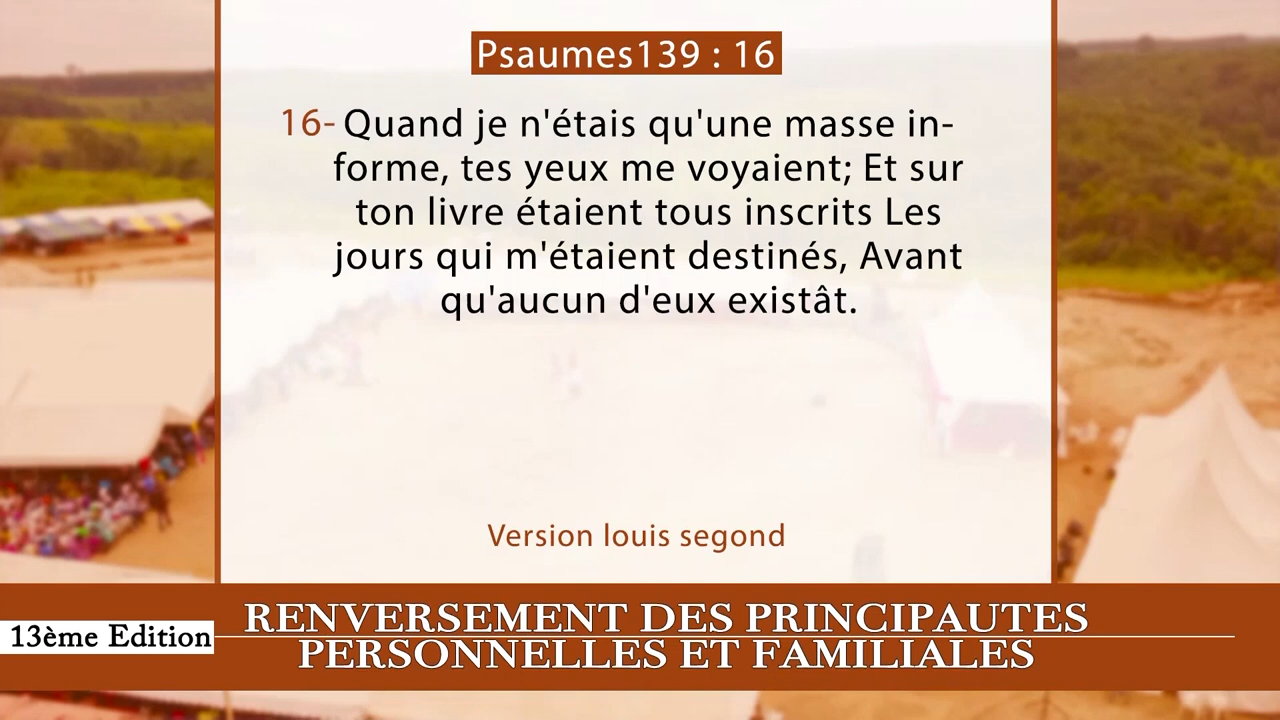 Psaumes139 : 16
16- Quand je n'étais qu'une masse in-
forme, tes yeux me voyaient; Et sur
ton livre étaient tous inscrits Les
jours qui m'étaient destinés, Avant
qu'aucun d'eux existât.
Version louis segond
13ème Edition
RENVERSEMENT DES PRINCIPAUTES
PERSONNELLES ET FAMILIALES